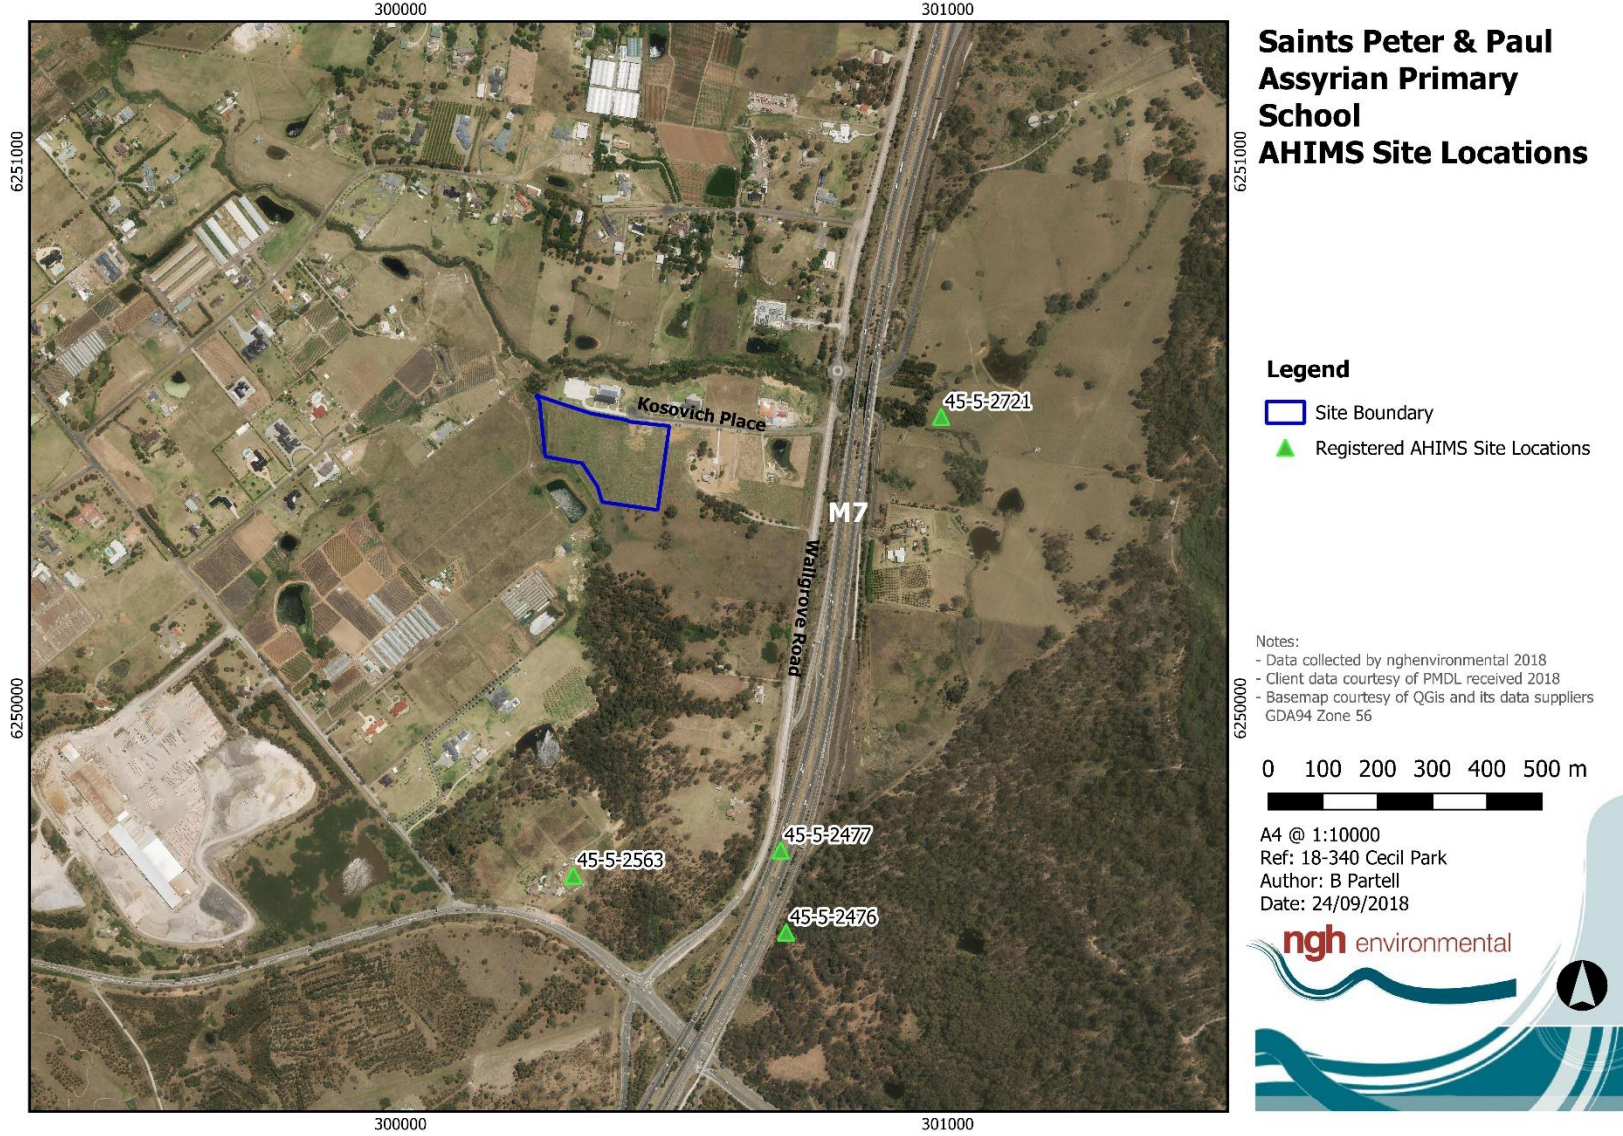 300000
301000
Saints Peter & Paul
Assyrian Primary
School
AHIMS Site Locations
6251000
6251000
Legend
Site Boundary
Registered AHIMS Site Locations
45-5-2721
Kosovich Place
M7
Wallgrove Road
6250000
6250000
Notes:
- Data collected by nghenvironmental 2018
- Client data courtesy of PMDL received 2018
- Basemap courtesy of QGis and its data suppliers
GDA94 Zone 56
0 100 200 300 400 500 m
45-5-2477
45-5-2563
45-5-2476
A4 @ 1:10000
Ref: 18-340 Cecil Park
Author: B Partell
Date: 24/09/2018
ngh environmental
300000
301000